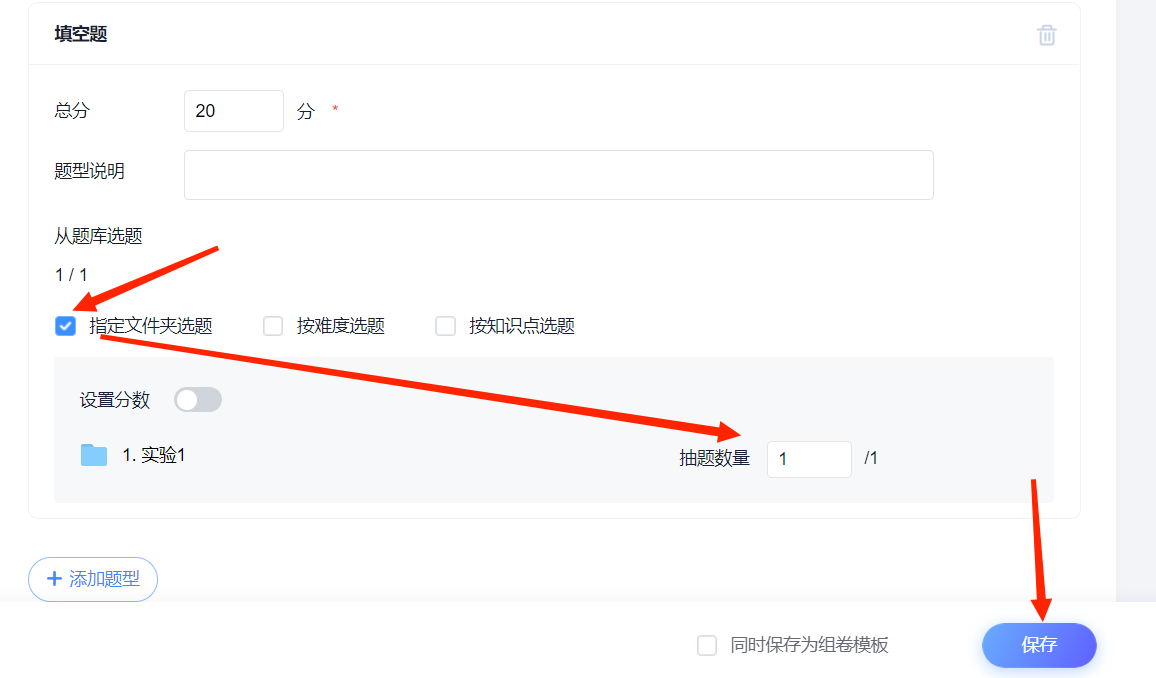 填空题
总分 20 分 *
题型说明
从题库选题
1 / 1
指定文件夹选题 按难度选题 按知识点选题
设置分数
1. 实验1 抽题数量 1 /1
+ 添加题型
同时保存为组卷模板 保存